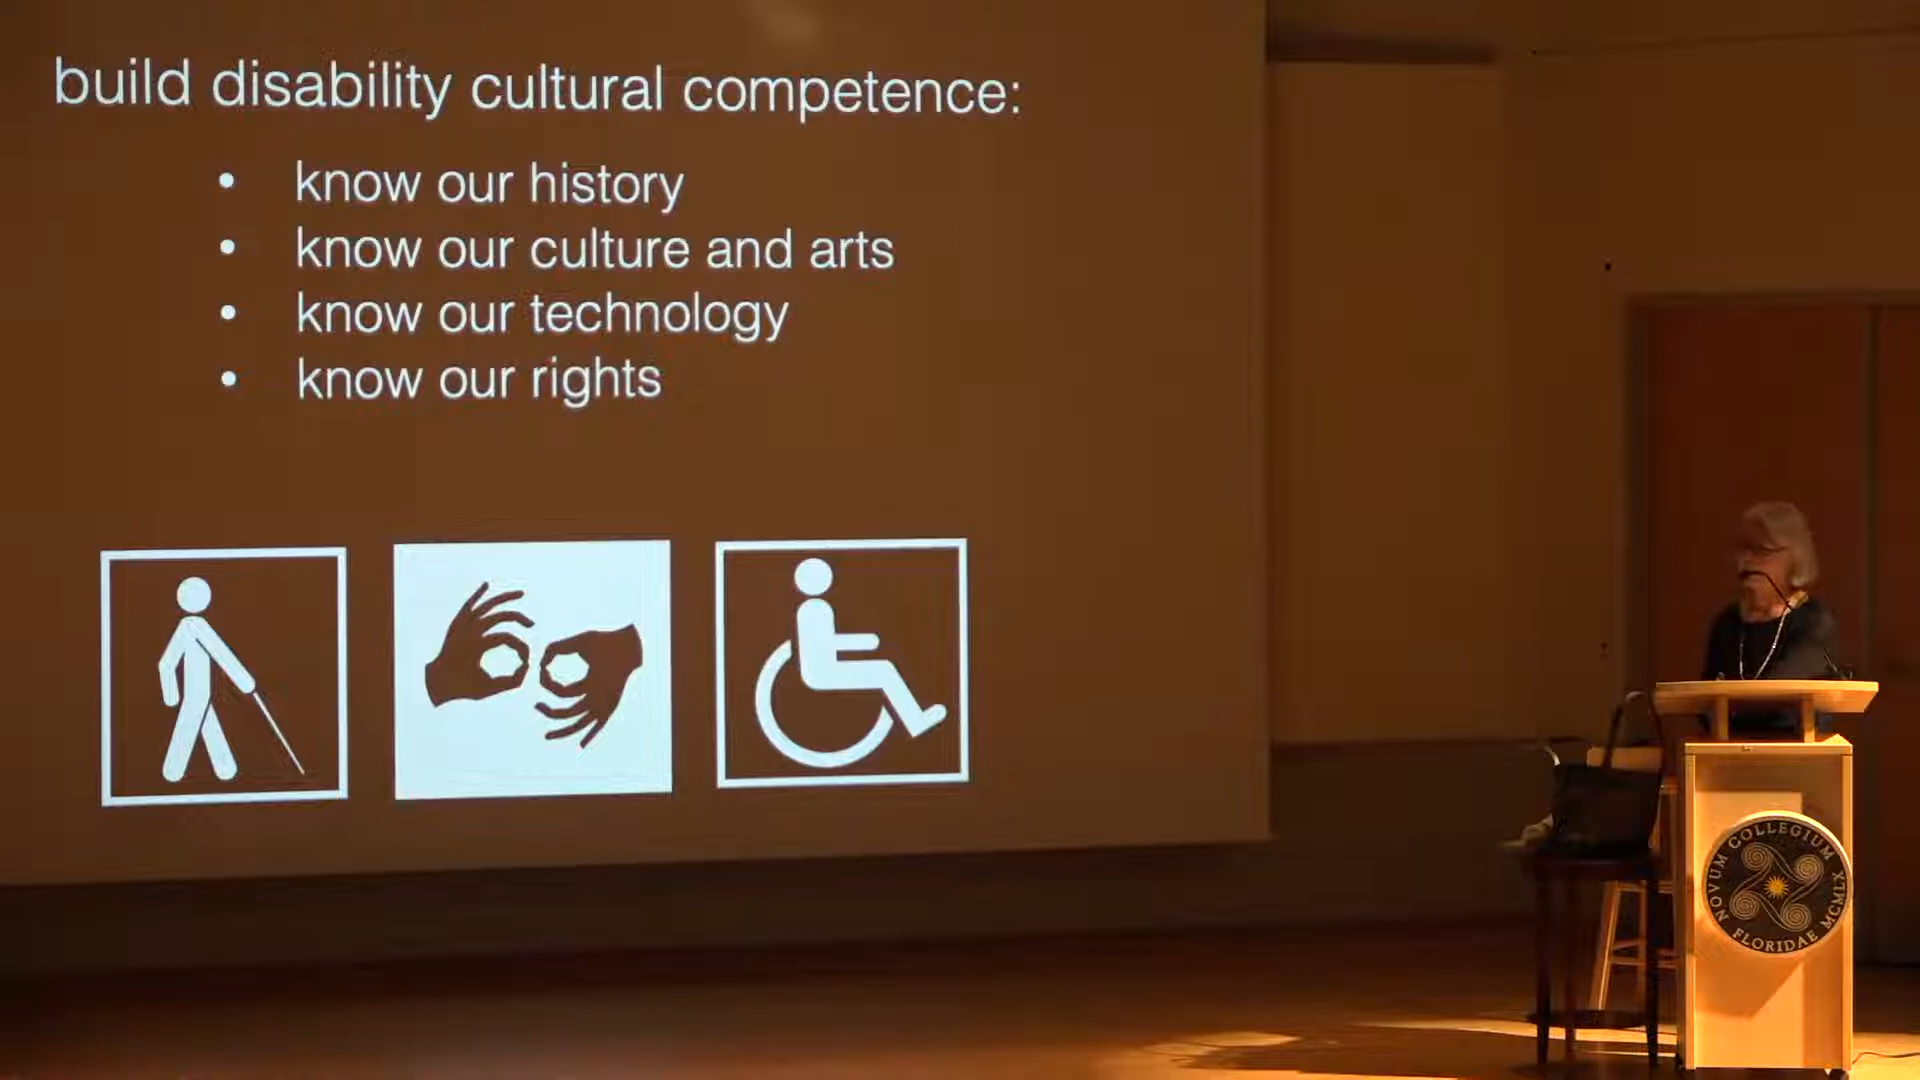 build disability cultural competence:
• know our history
• know our culture and arts
• know our technology
• know our rights
NOVUM COLLEGIUM
FLORIDAE MCMLX